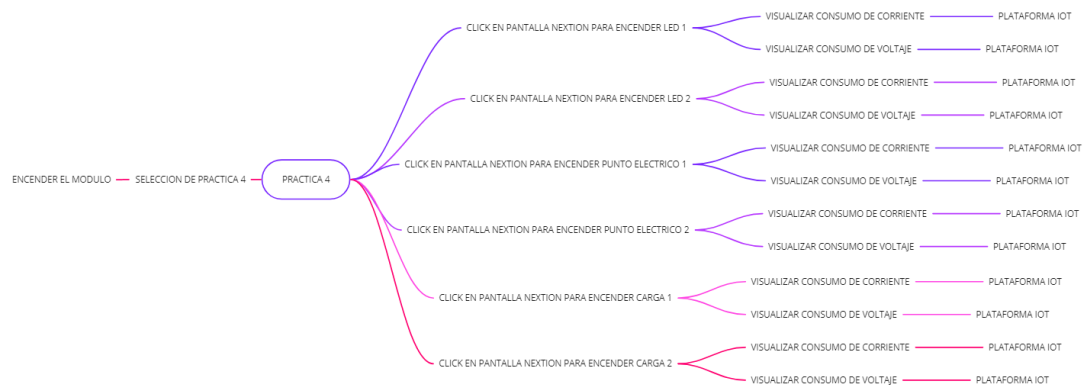 ENCENDER EL MODULO
SELECCION DE PRACTICA 4
PRACTICA 4
CLICK EN PANTALLA NEXTION PARA ENCENDER LED 1
VISUALIZAR CONSUMO DE CORRIENTE
PLATAFORMA IOT
VISUALIZAR CONSUMO DE VOLTAJE
PLATAFORMA IOT
CLICK EN PANTALLA NEXTION PARA ENCENDER LED 2
VISUALIZAR CONSUMO DE CORRIENTE
PLATAFORMA IOT
VISUALIZAR CONSUMO DE VOLTAJE
PLATAFORMA IOT
CLICK EN PANTALLA NEXTION PARA ENCENDER PUNTO ELECTRICO 1
VISUALIZAR CONSUMO DE CORRIENTE
PLATAFORMA IOT
VISUALIZAR CONSUMO DE VOLTAJE
PLATAFORMA IOT
CLICK EN PANTALLA NEXTION PARA ENCENDER PUNTO ELECTRICO 2
VISUALIZAR CONSUMO DE CORRIENTE
PLATAFORMA IOT
VISUALIZAR CONSUMO DE VOLTAJE
PLATAFORMA IOT
CLICK EN PANTALLA NEXTION PARA ENCENDER CARGA 1
VISUALIZAR CONSUMO DE CORRIENTE
PLATAFORMA IOT
VISUALIZAR CONSUMO DE VOLTAJE
PLATAFORMA IOT
CLICK EN PANTALLA NEXTION PARA ENCENDER CARGA 2
VISUALIZAR CONSUMO DE CORRIENTE
PLATAFORMA IOT
VISUALIZAR CONSUMO DE VOLTAJE
PLATAFORMA IOT